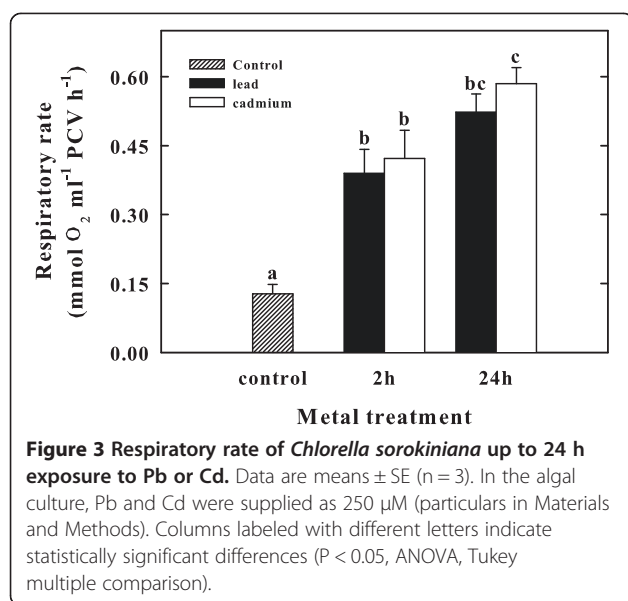 Control
lead
cadmium
Respiratory rate
(mmol O₂ ml⁻¹ PCV h⁻¹)
0.60
0.45
0.30
0.15
0.00
a
b
b
bc
c
control
2h
24h
Metal treatment
Figure 3 Respiratory rate of Chlorella sorokiniana up to 24 h
exposure to Pb or Cd. Data are means ± SE (n = 3). In the algal
culture, Pb and Cd were supplied as 250 μM (particulars in Materials
and Methods). Columns labeled with different letters indicate
statistically significant differences (P < 0.05, ANOVA, Tukey
multiple comparison).